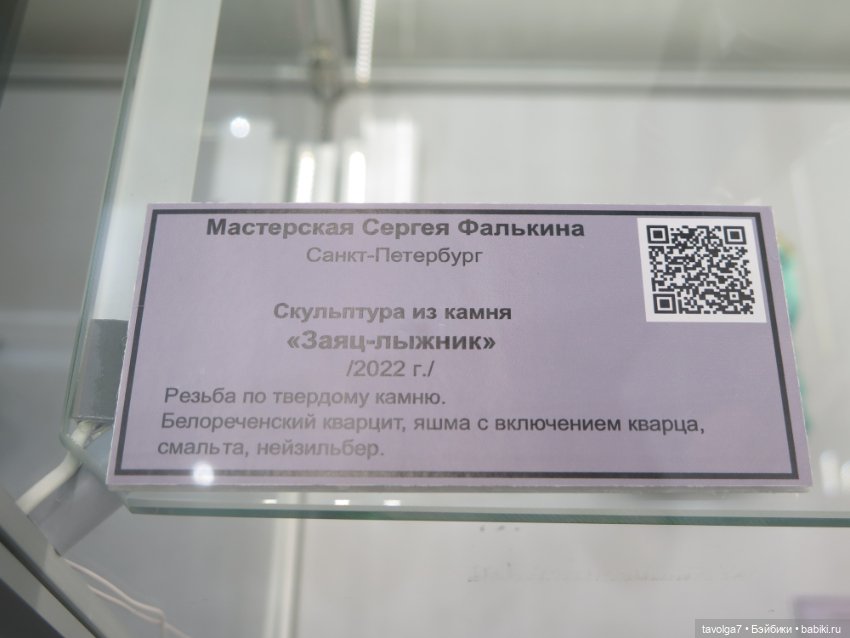 Мастерская Сергея Фалькина
Санкт-Петербург
Скульптура из камня
«Заяц-лыжник»
/2022 г./
Резьба по твердому камню.
Белореченский кварцит, яшма с включением кварца,
смальта, нейзильбер.
tavolga7 • Бэйбики • babiki.ru